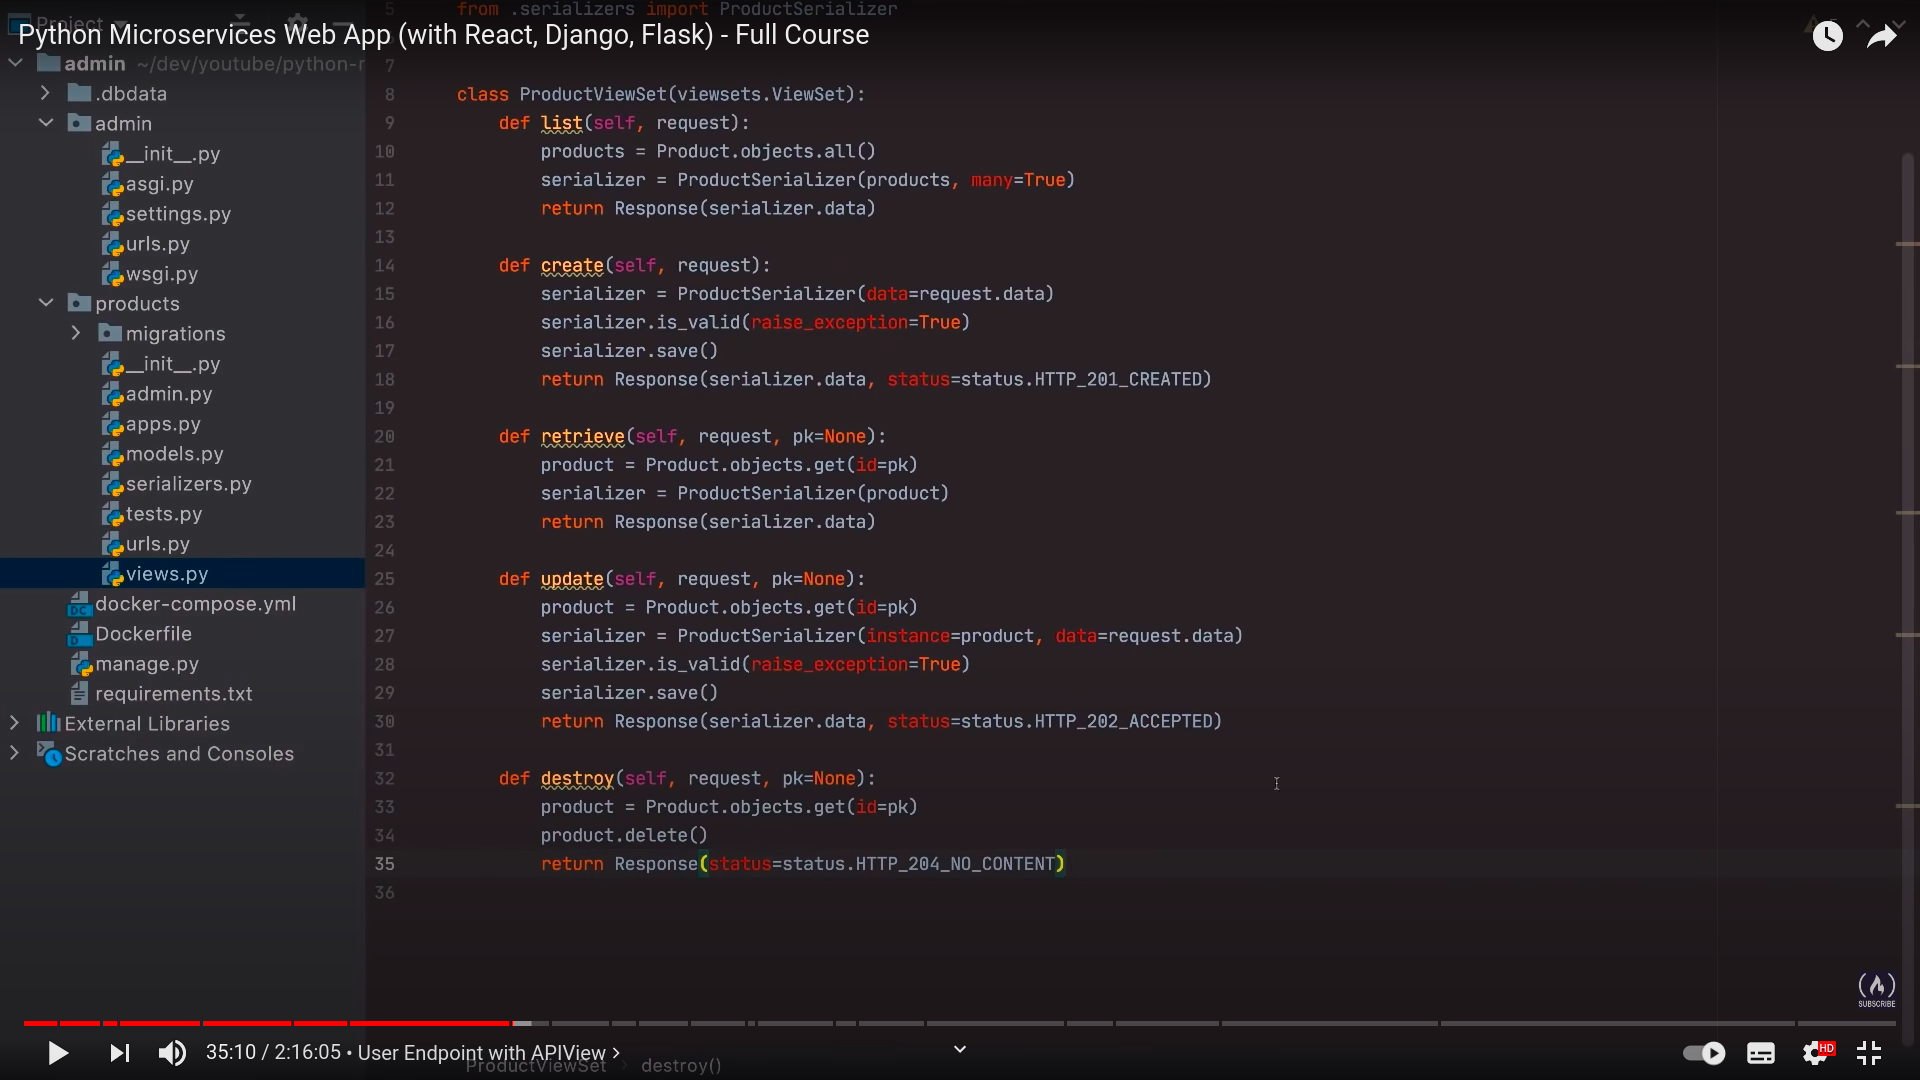 Project
5 from .serializers import ProductSerializer
Python Microservices Web App (with React, Django, Flask) - Full Course
admin ~/dev/youtube/python-r
.dbdata
admin
__init__.py
asgi.py
settings.py
urls.py
wsgi.py
products
migrations
__init__.py
admin.py
apps.py
models.py
serializers.py
tests.py
urls.py
views.py
docker-compose.yml
Dockerfile
manage.py
requirements.txt
External Libraries
Scratches and Consoles
7
8 class ProductViewSet(viewsets.ViewSet):
9 def list(self, request):
10 products = Product.objects.all()
11 serializer = ProductSerializer(products, many=True)
12 return Response(serializer.data)
13
14 def create(self, request):
15 serializer = ProductSerializer(data=request.data)
16 serializer.is_valid(raise_exception=True)
17 serializer.save()
18 return Response(serializer.data, status=status.HTTP_201_CREATED)
19
20 def retrieve(self, request, pk=None):
21 product = Product.objects.get(id=pk)
22 serializer = ProductSerializer(product)
23 return Response(serializer.data)
24
25 def update(self, request, pk=None):
26 product = Product.objects.get(id=pk)
27 serializer = ProductSerializer(instance=product, data=request.data)
28 serializer.is_valid(raise_exception=True)
29 serializer.save()
30 return Response(serializer.data, status=status.HTTP_202_ACCEPTED)
31
32 def destroy(self, request, pk=None):
33 product = Product.objects.get(id=pk)
34 product.delete()
35 return Response(status=status.HTTP_204_NO_CONTENT)
36
SUBSCRIBE
35:10 / 2:16:05 • User Endpoint with APIView
HD
ProductViewSet > destroy()